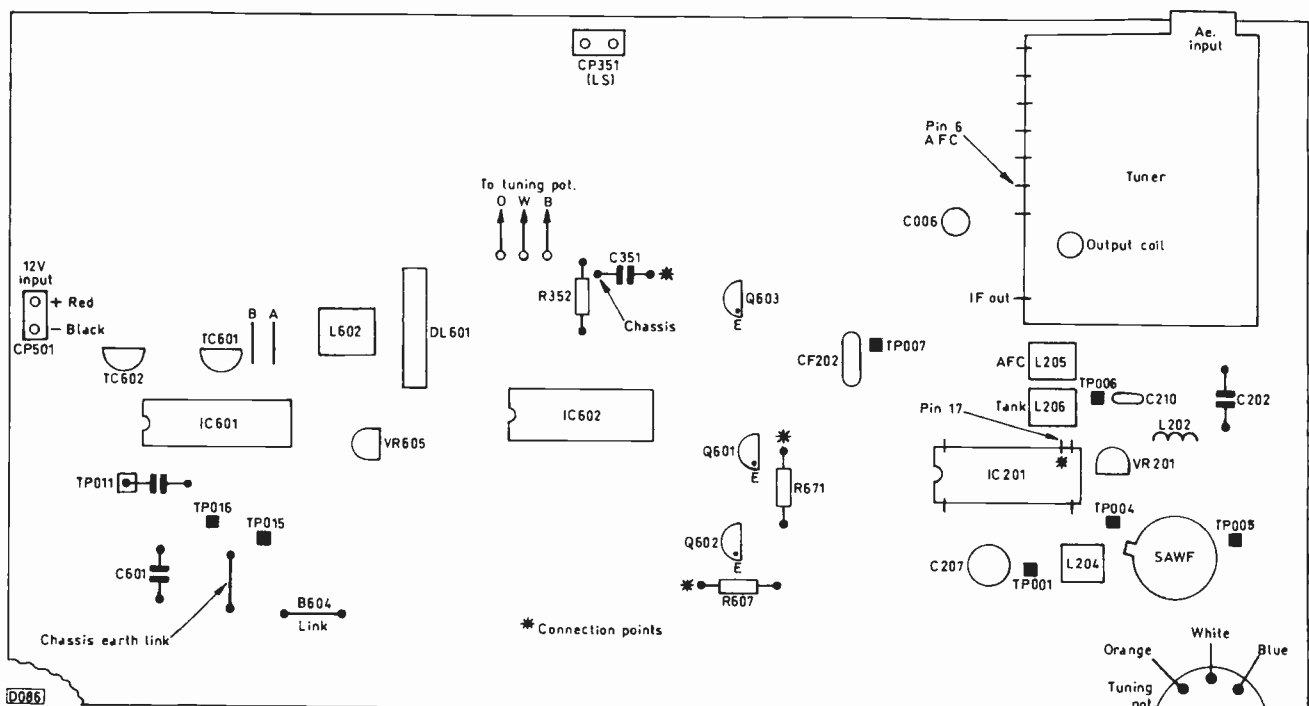 Ae.
input
CP351
(LS)
Pin 6
AFC
Tuner
To tuning pot.
O W B
C006
Output coil
12V
input
+ Red
− Black
CP501
C351
R352
Chassis
IF out
Q603
E
B A
L602
DL601
TC601
TC602
CF202
TP007
AFC
L205
TP006
C210
C202
Tank
L206
Pin 17
L202
IC601
IC602
VR605
Q601
E
R671
IC201
VR201
TP011
TP016
TP015
TP004
TP005
Q602
E
C207
TP001
L204
SAWF
C601
R607
B604
Link
Chassis earth link
* Connection points
White
Orange
Blue
Tuning
pot
D086